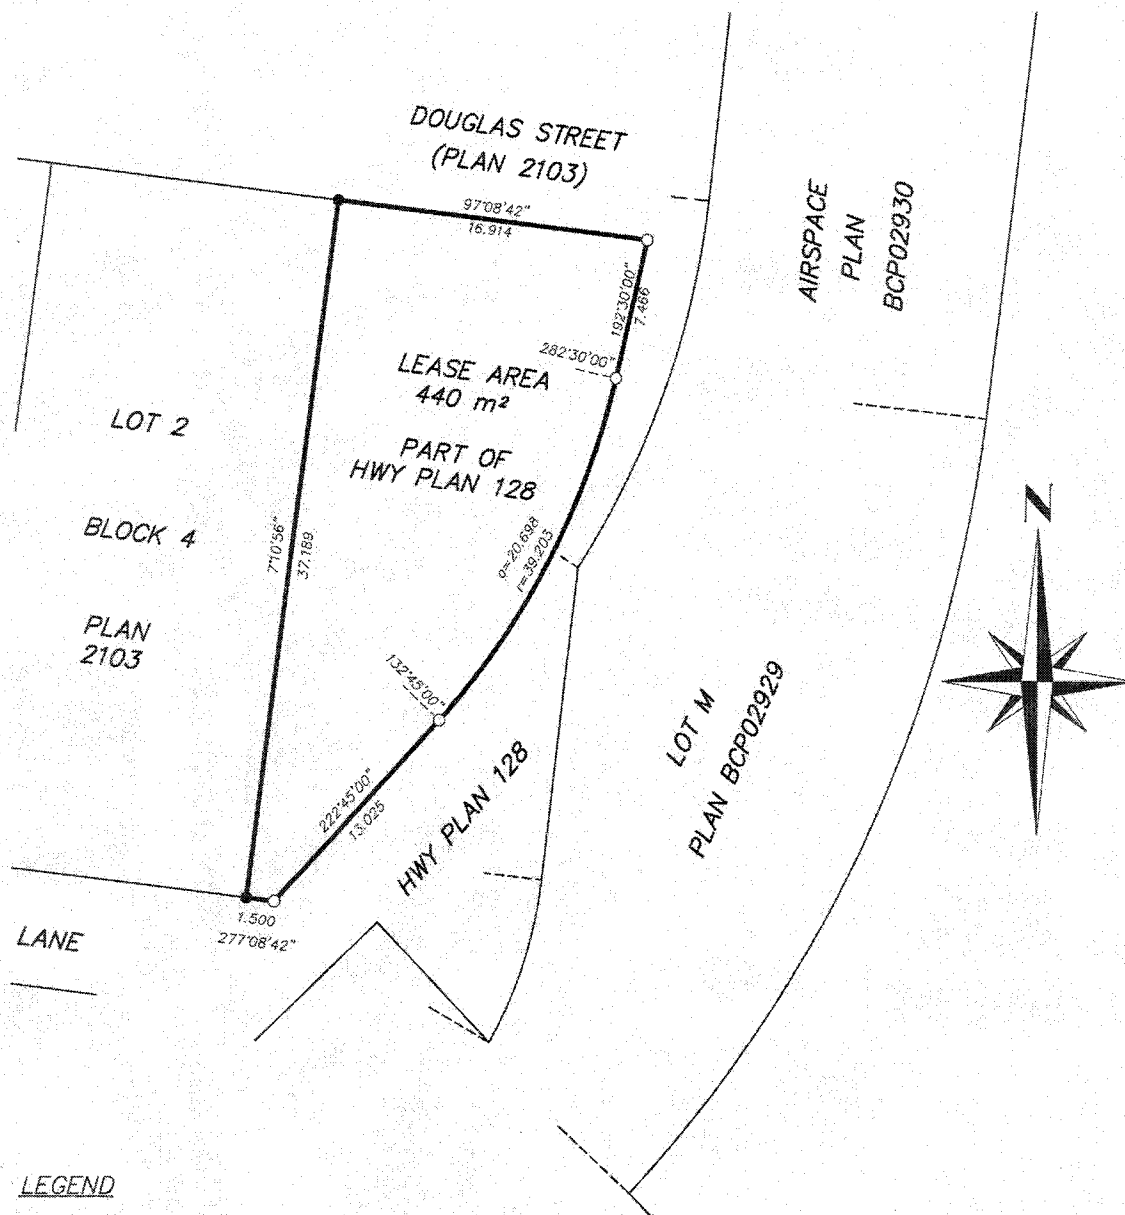 DOUGLAS STREET
(PLAN 2103)
97°08'42"
16.914
192°30'00"
7.466
282°30'00"
AIRSPACE
PLAN
BCP02930
LEASE AREA
440 m²
PART OF
HWY PLAN 128
LOT 2
BLOCK 4
PLAN
2103
7°10'56"
37.189
a=20.698
r=39.203
N
132°45'00"
222°45'00"
13.025
HWY PLAN 128
LOT M
PLAN BCP02929
1.500
277°08'42"
LANE
LEGEND